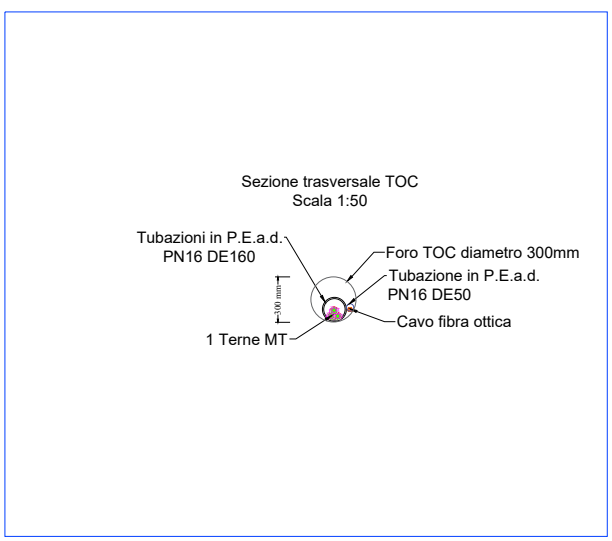 Sezione trasversale TOC
Scala 1:50
Tubazioni in P.E.a.d.
PN16 DE160
Foro TOC diametro 300mm
Tubazione in P.E.a.d.
PN16 DE50
300 mm
Cavo fibra ottica
1 Terne MT